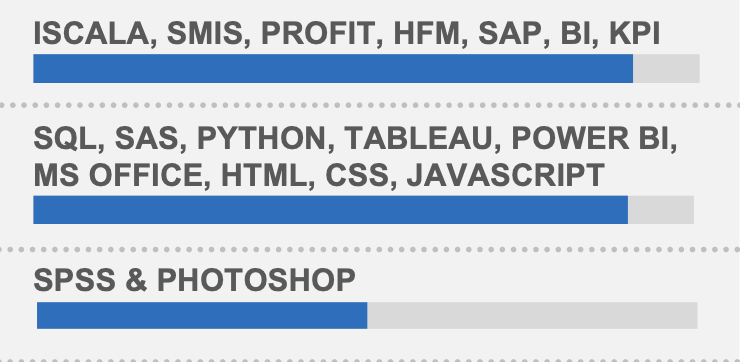 ISCALA, SMIS, PROFIT, HFM, SAP, BI, KPI
SQL, SAS, PYTHON, TABLEAU, POWER BI,
MS OFFICE, HTML, CSS, JAVASCRIPT
SPSS & PHOTOSHOP